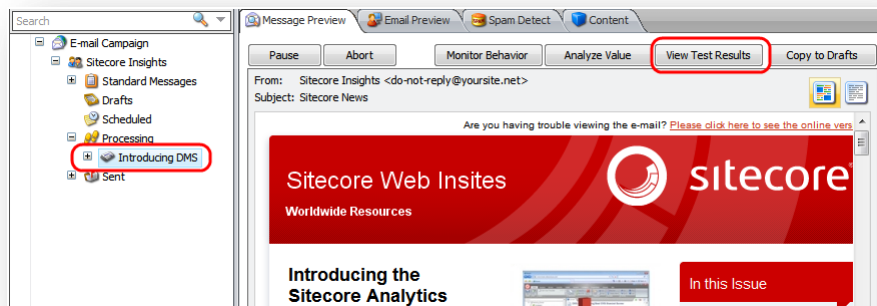 Search
E-mail Campaign
Sitecore Insights
Standard Messages
Drafts
Scheduled
Processing
Introducing DMS
Sent
Message Preview Email Preview Spam Detect Content
Pause Abort Monitor Behavior Analyze Value View Test Results Copy to Drafts
From: Sitecore Insights <do-not-reply@yoursite.net>
Subject: Sitecore News
Are you having trouble viewing the e-mail? Please click here to see the online vers
Sitecore Web Insites
sitecore
Worldwide Resources
Introducing the
Sitecore Analytics
In this Issue